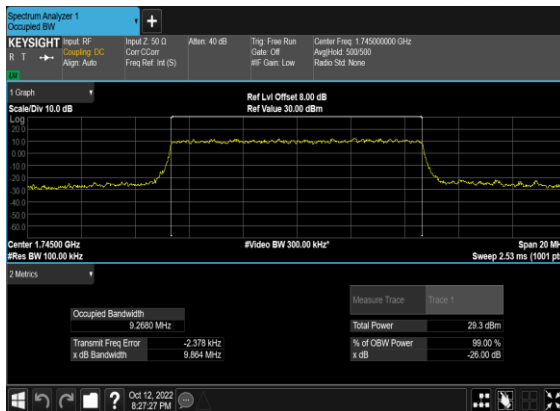 Spectrum Analyzer 1
Occupied BW
KEYSIGHT
R T
Input: RF
Coupling: DC
Align: Auto
Input Z: 50 Ω
Corr CCorr
Freq Ref: Int (S)
Atten: 40 dB
Trig: Free Run
Gate: Off
#IF Gain: Low
Center Freq: 1.745000000 GHz
Avg|Hold: 500/500
Radio Std: None
1 Graph
Scale/Div 10.0 dB
Ref Lvl Offset 8.00 dB
Ref Value 30.00 dBm
Log
20.0
10.0
0.00
-10.0
-20.0
-30.0
-40.0
-50.0
-60.0
Center 1.74500 GHz
#Res BW 100.00 kHz
#Video BW 300.00 kHz*
Span 20 MH
Sweep 2.53 ms (1001 pt
2 Metrics
Measure Trace
Trace 1
Occupied Bandwidth
9.2680 MHz
Total Power
29.3 dBm
Transmit Freq Error
-2.378 kHz
% of OBW Power
99.00 %
x dB Bandwidth
9.864 MHz
x dB
-26.00 dB
?
Oct 12, 2022
8:27:27 PM